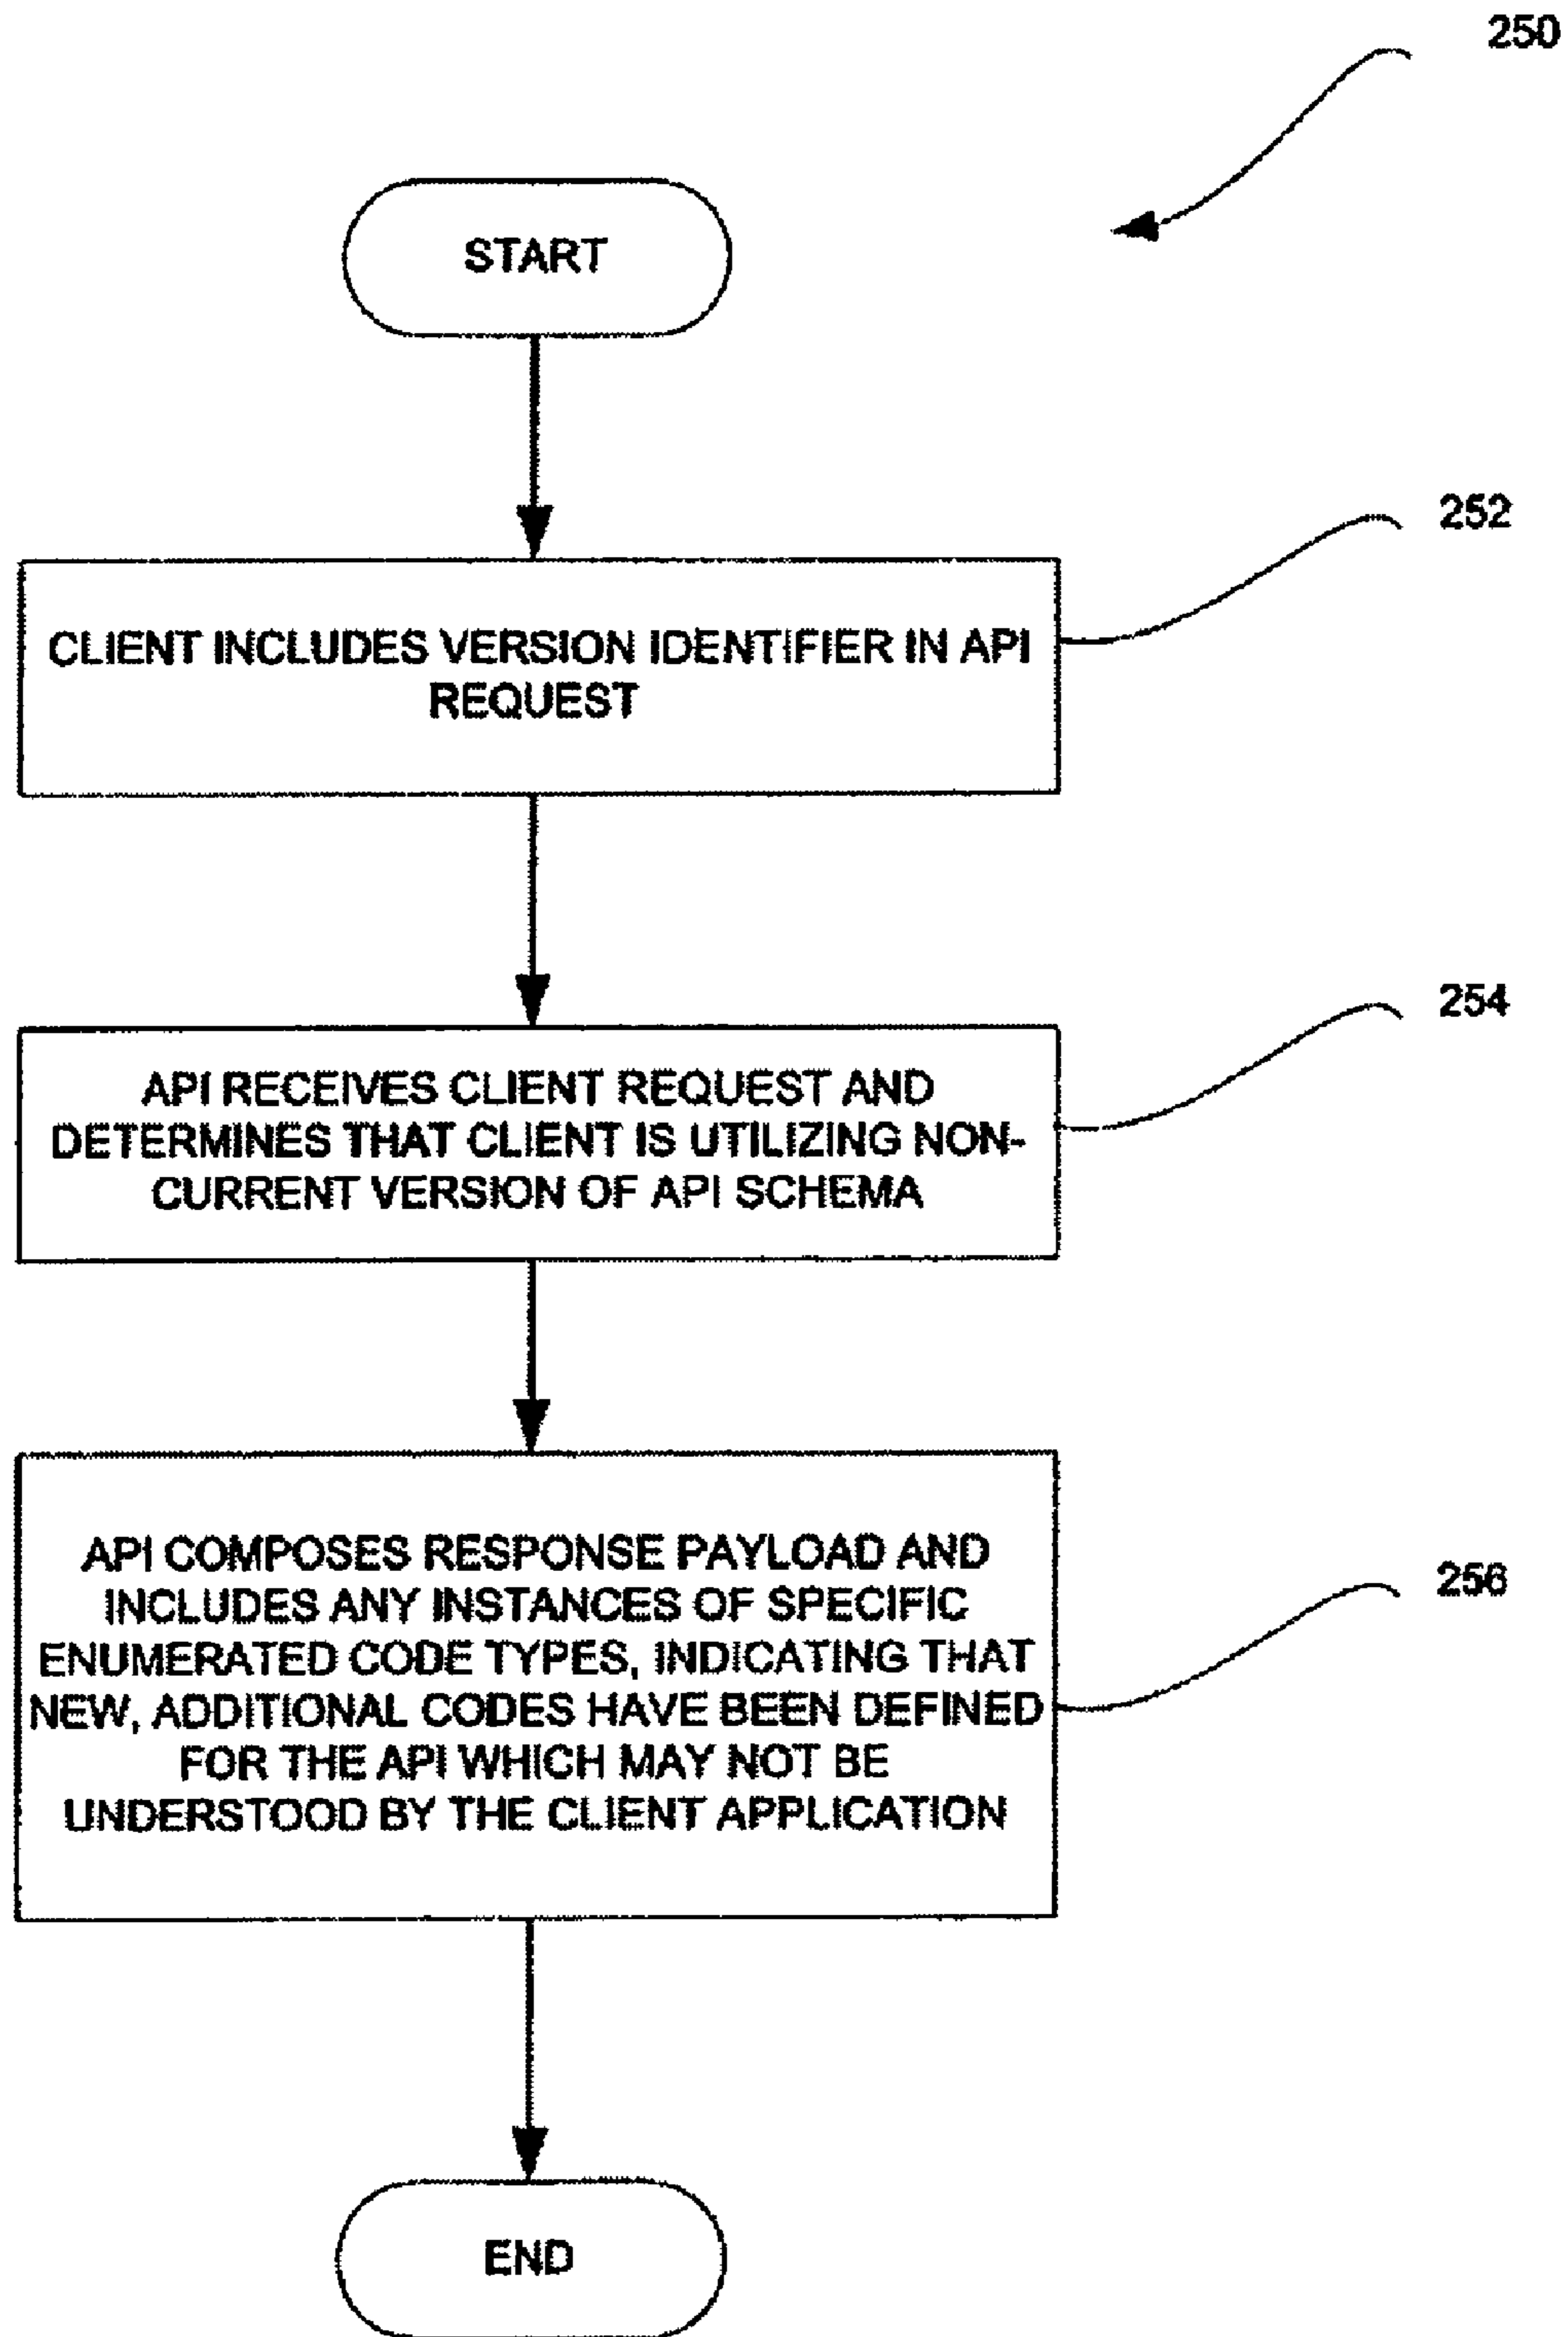 250
START
252
CLIENT INCLUDES VERSION IDENTIFIER IN API
REQUEST
254
API RECEIVES CLIENT REQUEST AND
DETERMINES THAT CLIENT IS UTILIZING NON-
CURRENT VERSION OF API SCHEMA
256
API COMPOSES RESPONSE PAYLOAD AND
INCLUDES ANY INSTANCES OF SPECIFIC
ENUMERATED CODE TYPES, INDICATING THAT
NEW, ADDITIONAL CODES HAVE BEEN DEFINED
FOR THE API WHICH MAY NOT BE
UNDERSTOOD BY THE CLIENT APPLICATION
END